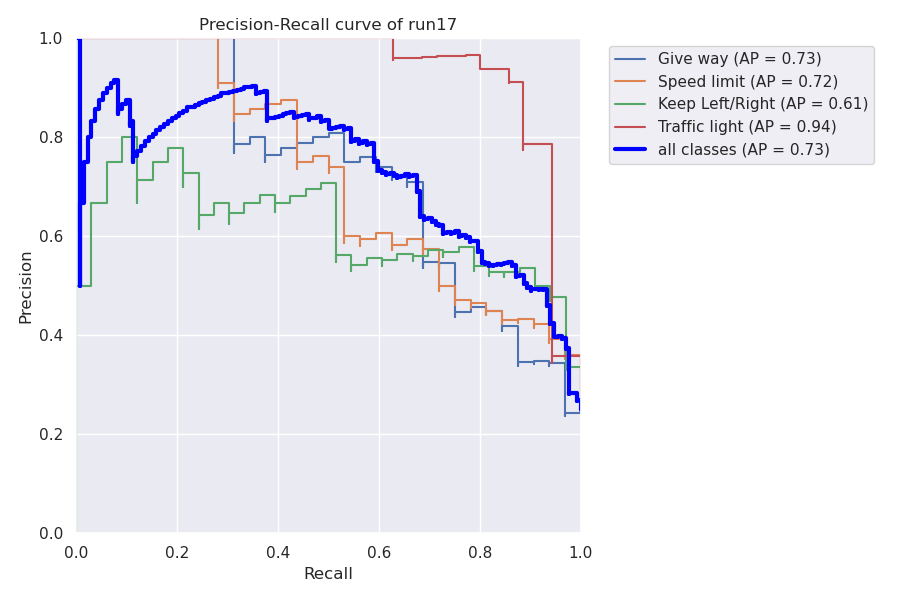 Precision-Recall curve of run17
1.0
0.8
0.6
0.4
0.2
0.0
Precision
0.0 0.2 0.4 0.6 0.8 1.0
Recall
Give way (AP = 0.73)
Speed limit (AP = 0.72)
Keep Left/Right (AP = 0.61)
Traffic light (AP = 0.94)
all classes (AP = 0.73)